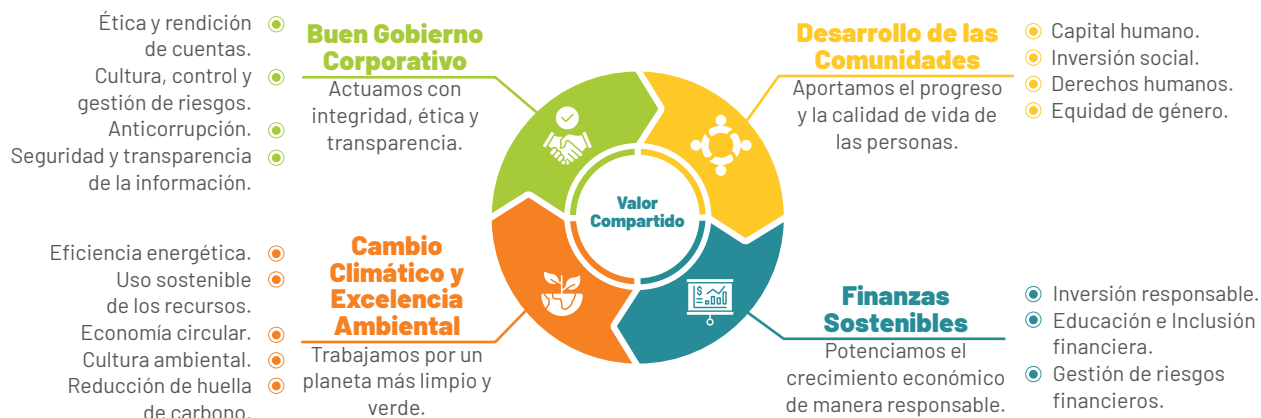 Ética y rendición
de cuentas.
Cultura, control y
gestión de riesgos.
Anticorrupción.
Seguridad y transparencia
de la información.
Buen Gobierno
Corporativo
Actuamos con
integridad, ética y
transparencia.
Desarrollo de las
Comunidades
Aportamos el progreso
y la calidad de vida de
las personas.
Capital humano.
Inversión social.
Derechos humanos.
Equidad de género.
Valor
Compartido
Eficiencia energética.
Uso sostenible
de los recursos.
Economía circular.
Cultura ambiental.
Reducción de huella
de carbono.
Cambio
Climático y
Excelencia
Ambiental
Trabajamos por un
planeta más limpio y
verde.
$
Finanzas
Sostenibles
Potenciamos el
crecimiento económico
de manera responsable.
Inversión responsable.
Educación e Inclusión
financiera.
Gestión de riesgos
financieros.